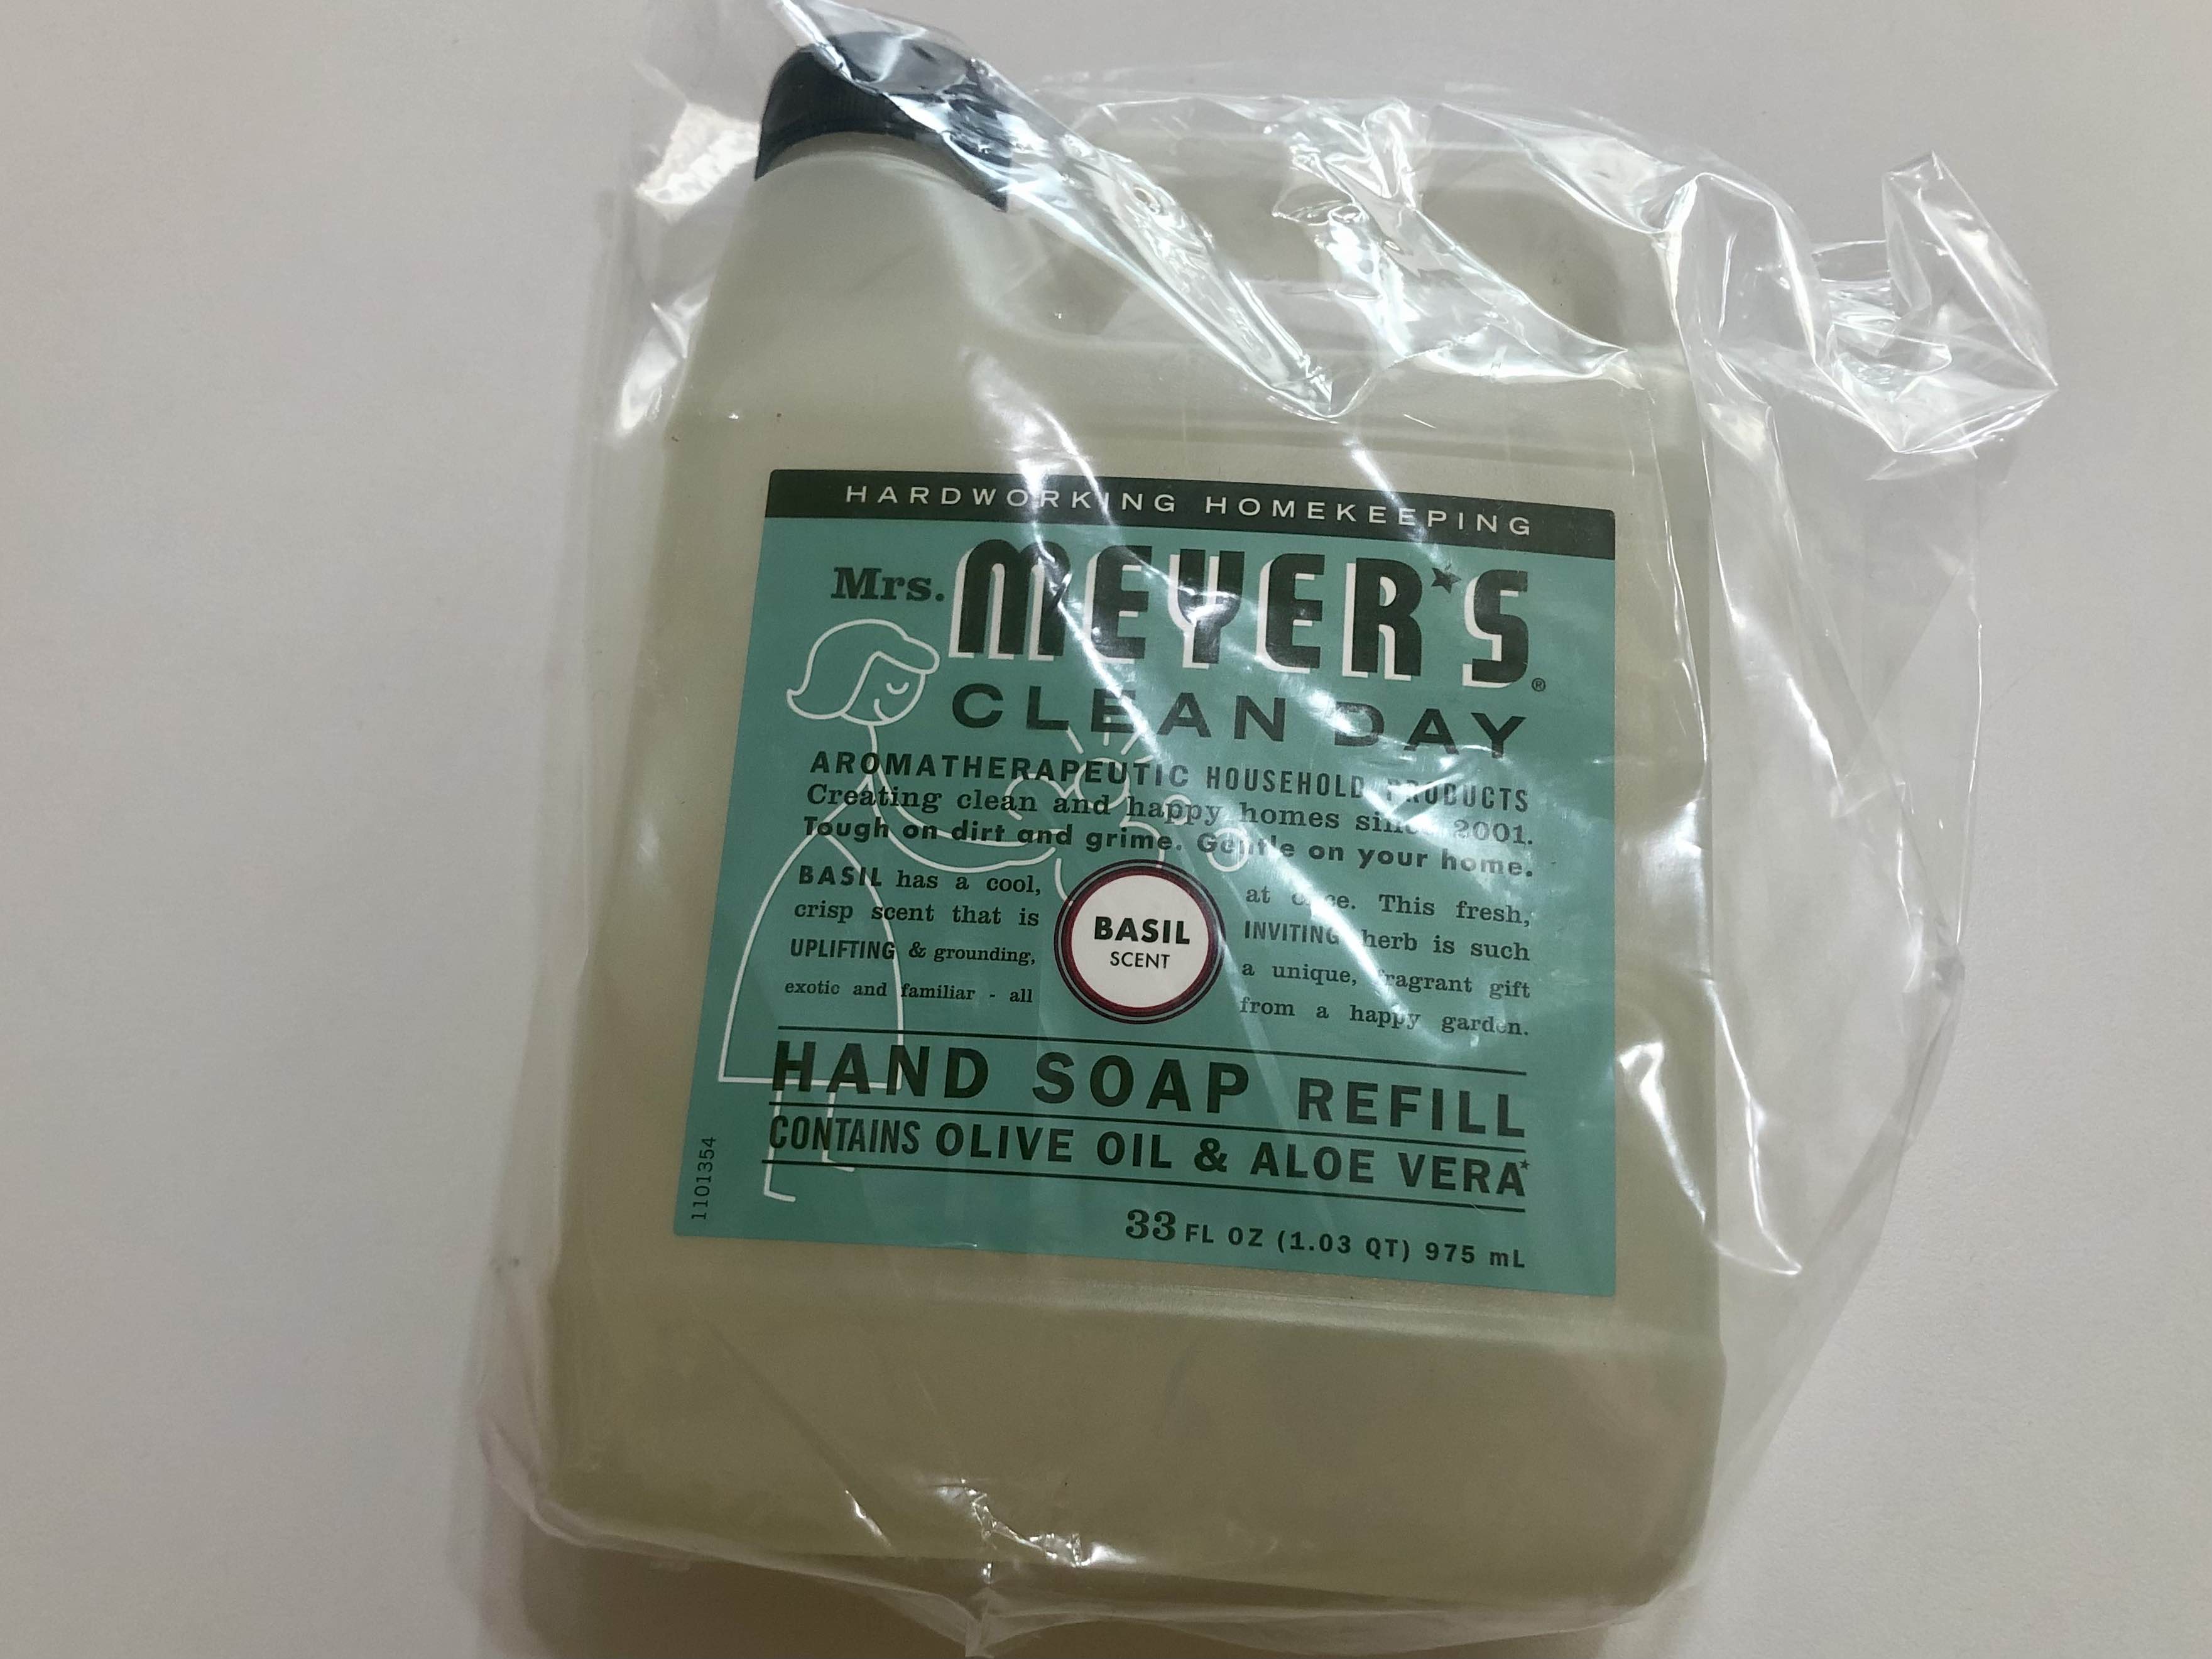 HARDWORKING HOMEKEEPING
Mrs. MEYER'S®
CLEAN DAY
AROMATHERAPEUTIC HOUSEHOLD PRODUCTS
Creating clean and happy homes since 2001.
Tough on dirt and grime. Gentle on your home.
BASIL has a cool,
crisp scent that is
UPLIFTING & grounding,
exotic and familiar - all
BASIL
SCENT
at once. This fresh,
INVITING herb is such
a unique, fragrant gift
from a happy garden.
HAND SOAP REFILL
CONTAINS OLIVE OIL & ALOE VERA*
33 FL OZ (1.03 QT) 975 mL
1101354